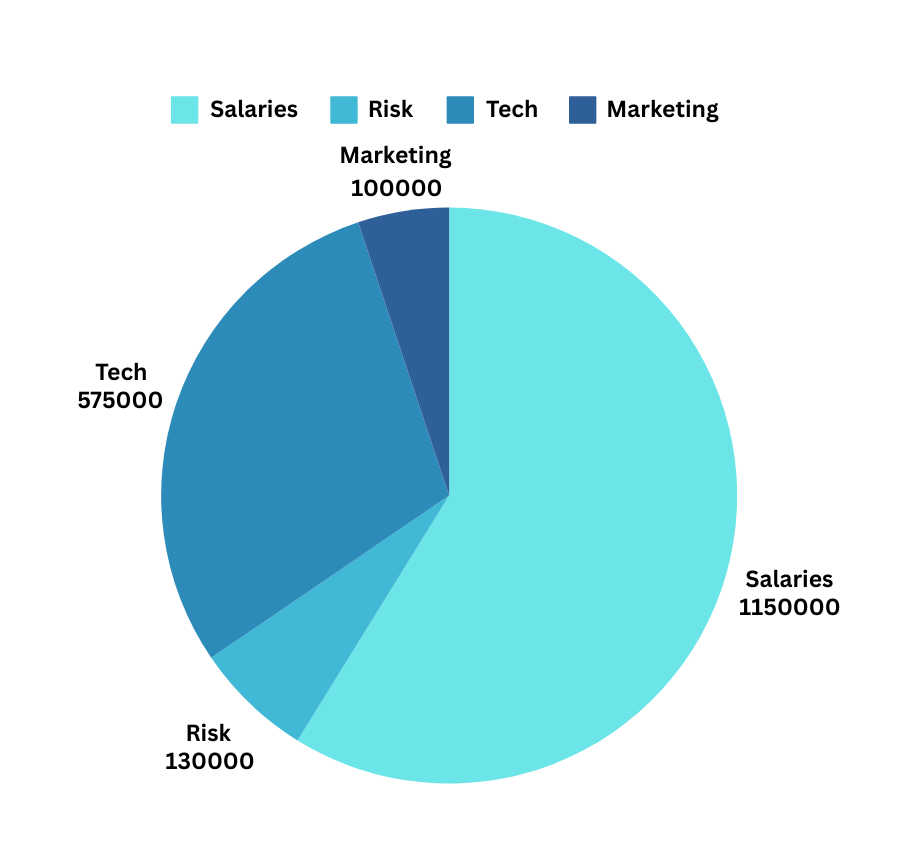 Salaries Risk Tech Marketing
Marketing
100000
Tech
575000
Salaries
1150000
Risk
130000